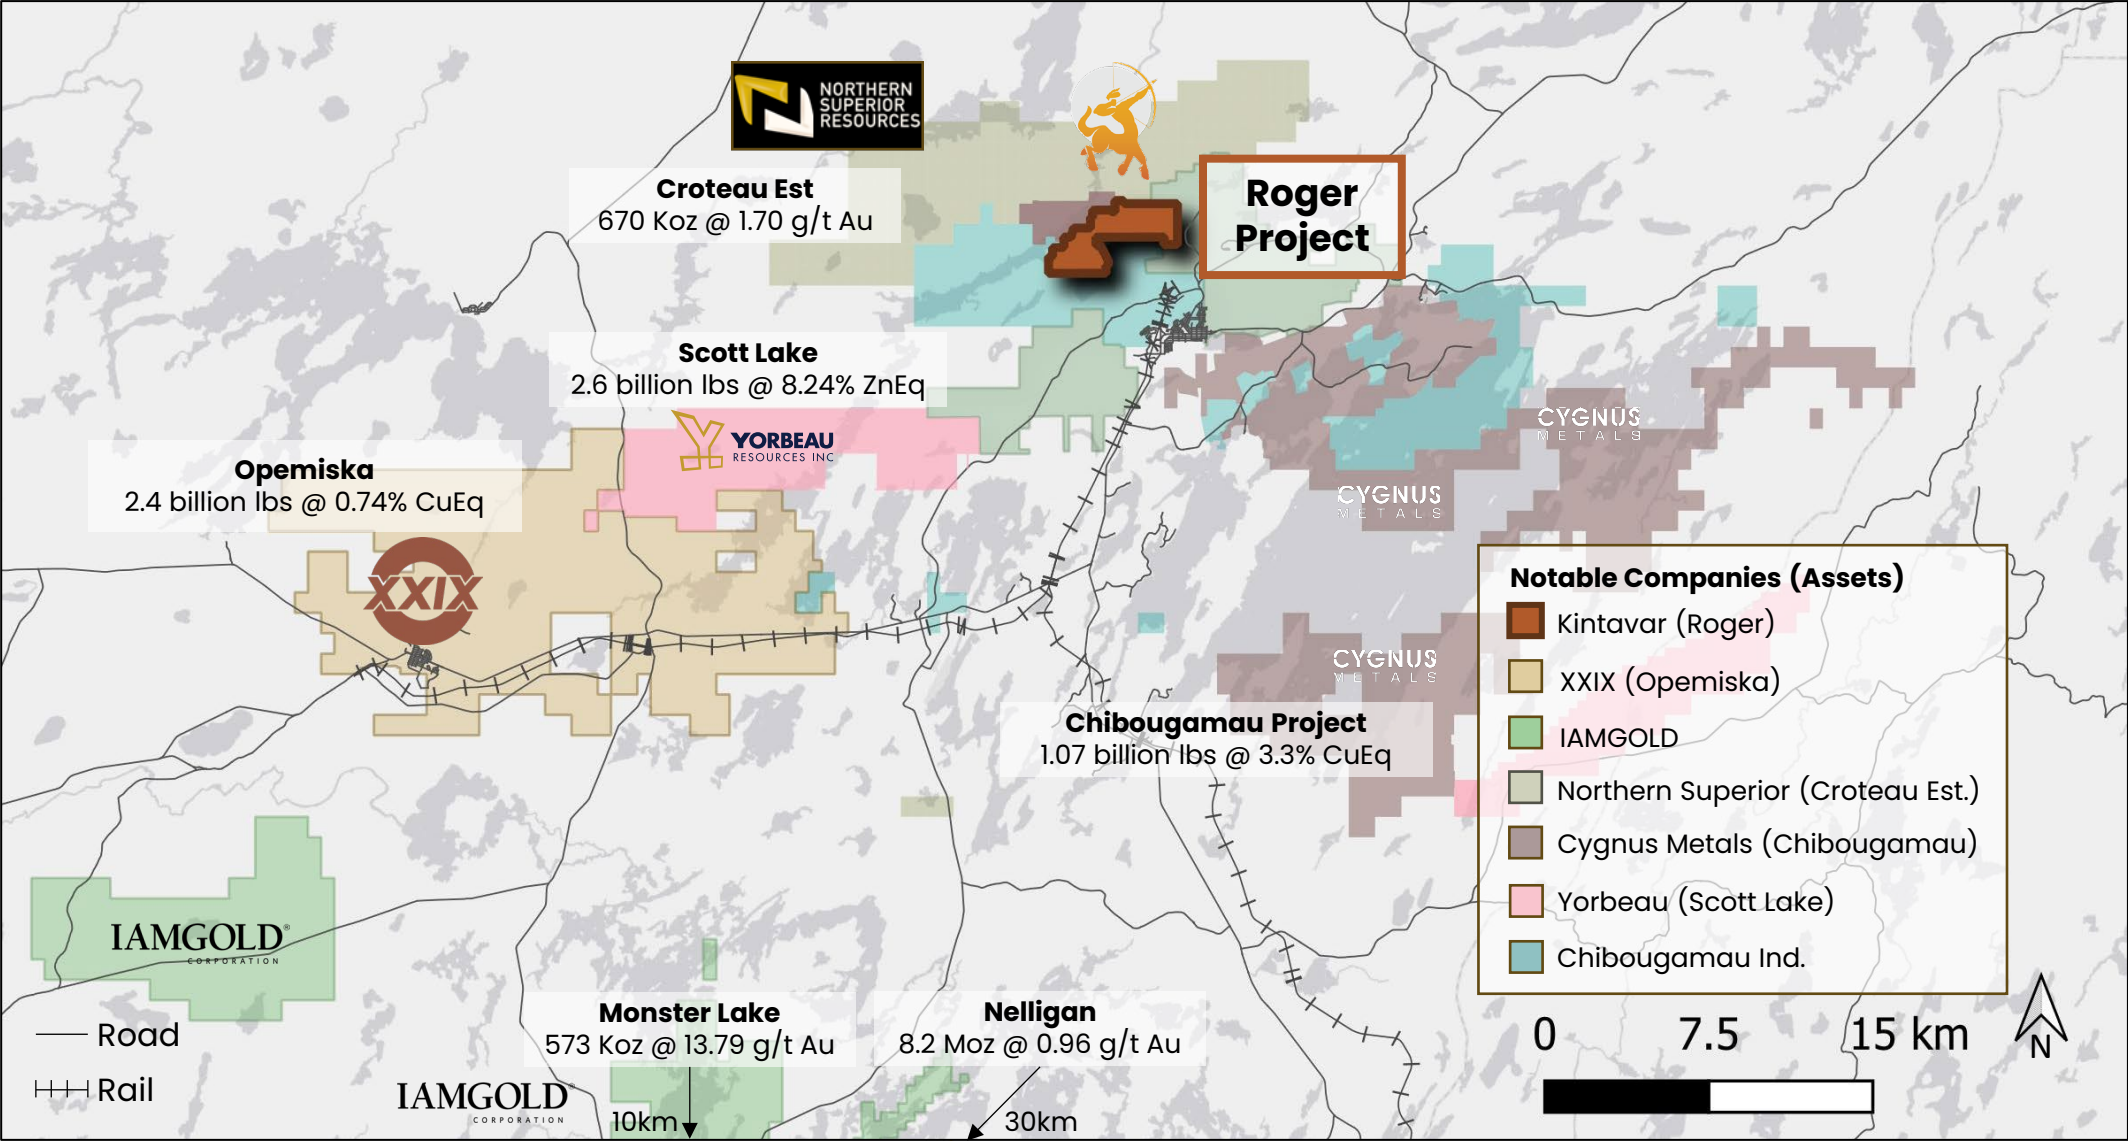 NORTHERN
SUPERIOR
RESOURCES
Croteau Est
670 Koz @ 1.70 g/t Au
Roger
Project
Scott Lake
2.6 billion lbs @ 8.24% ZnEq
YORBEAU
RESOURCES INC
CYGNUS
METALS
Opemiska
2.4 billion lbs @ 0.74% CuEq
CYGNUS
METALS
XXIX
CYGNUS
METALS
Chibougamau Project
1.07 billion lbs @ 3.3% CuEq
Notable Companies (Assets)
Kintavar (Roger)
XXIX (Opemiska)
IAMGOLD
Northern Superior (Croteau Est.)
Cygnus Metals (Chibougamau)
Yorbeau (Scott Lake)
Chibougamau Ind.
IAMGOLD®
CORPORATION
Monster Lake
573 Koz @ 13.79 g/t Au
Nelligan
8.2 Moz @ 0.96 g/t Au
Road
Rail
IAMGOLD®
CORPORATION
10km
30km
0 7.5 15 km
N